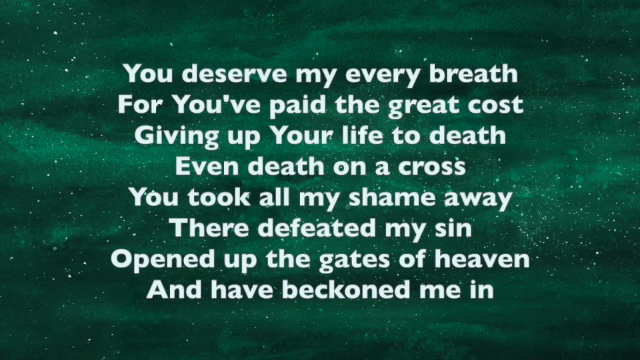 You deserve my every breath
For You've paid the great cost
Giving up Your life to death
Even death on a cross
You took all my shame away
There defeated my sin
Opened up the gates of heaven
And have beckoned me in